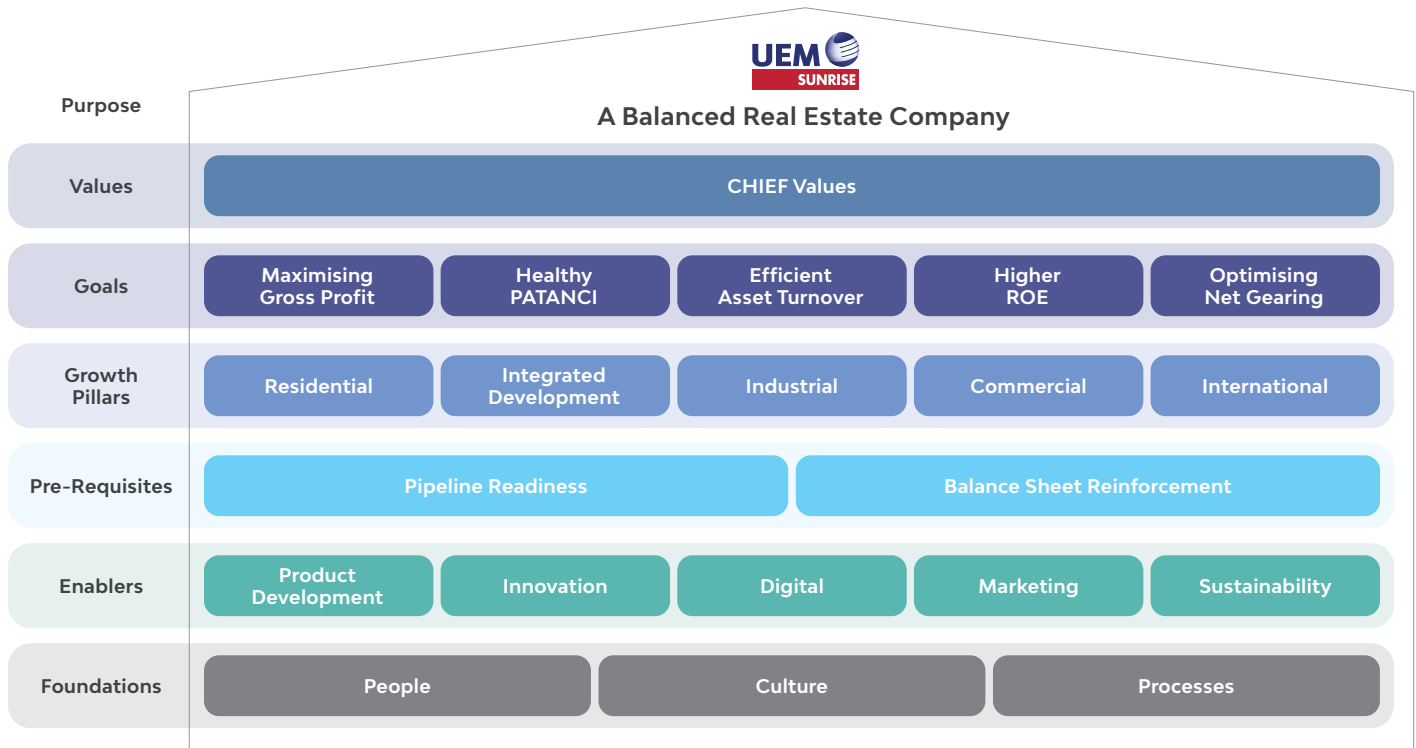 UEM
SUNRISE
Purpose
A Balanced Real Estate Company
Values
CHIEF Values
Goals
Maximising
Gross Profit
Healthy
PATANCI
Efficient
Asset Turnover
Higher
ROE
Optimising
Net Gearing
Growth
Pillars
Residential
Integrated
Development
Industrial
Commercial
International
Pre-Requisites
Pipeline Readiness
Balance Sheet Reinforcement
Enablers
Product
Development
Innovation
Digital
Marketing
Sustainability
Foundations
People
Culture
Processes